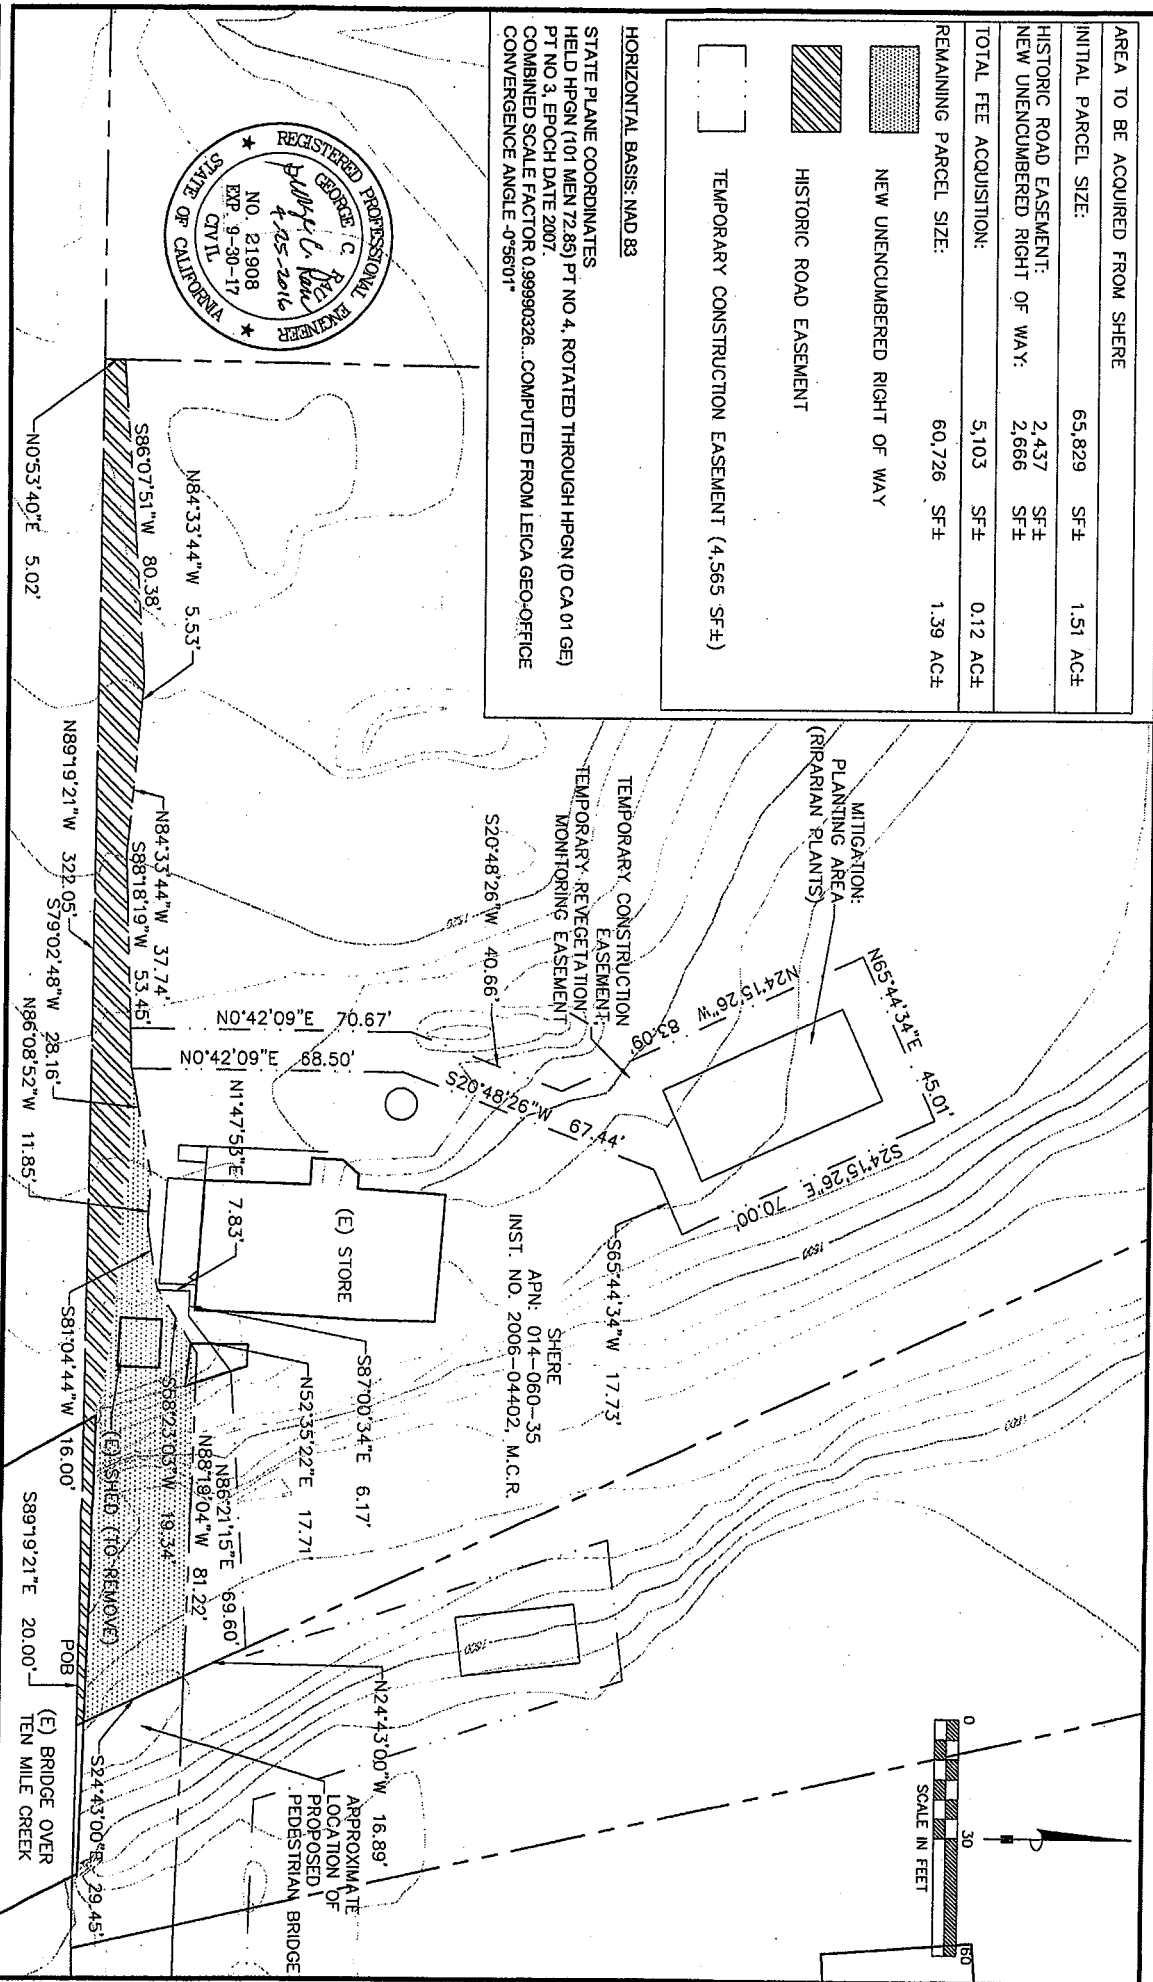 AREA TO BE ACQUIRED FROM SHERE
INITIAL PARCEL SIZE: 65,829 SF± 1.51 AC±
HISTORIC ROAD EASEMENT: 2,437 SF±
NEW UNENCUMBERED RIGHT OF WAY: 2,666 SF±
TOTAL FEE ACQUISITION: 5,103 SF± 0.12 AC±
REMAINING PARCEL SIZE: 60,726 SF± 1.39 AC±
NEW UNENCUMBERED RIGHT OF WAY
HISTORIC ROAD EASEMENT
TEMPORARY CONSTRUCTION EASEMENT (4,565 SF±)
HORIZONTAL BASIS: NAD 83
STATE PLANE COORDINATES
HELD HPGN (101 MEN 72.85) PT NO 4, ROTATED THROUGH HPGN (D CA 01 GE)
PT NO 3, EPOCH DATE 2007.
COMBINED SCALE FACTOR 0.99990326...COMPUTED FROM LEICA GEO-OFFICE
CONVERGENCE ANGLE -0°56'01"
REGISTERED PROFESSIONAL ENGINEER
GEORGE C. RAU
4-25-2016
NO. 21908
EXP. 9-30-17
CIVIL
STATE OF CALIFORNIA
0 30 60
SCALE IN FEET
MITIGATION:
PLANTING AREA
(RIPARIAN PLANTS)
N65°44'34"E 45.01'
N24°15'26"W 83.09'
S24°15'26"E 70.00'
S65°44'34"W 17.73'
TEMPORARY CONSTRUCTION
EASEMENT,
TEMPORARY REVEGETATION
MONITORING EASEMENT
S20°48'26"W 40.66'
S20°48'26"W 67.44'
1520
1600
1600
1600
SHERE
APN: 014-060-35
INST. NO. 2006-04402, M.C.R.
N0°42'09"E 70.67'
N0°42'09"E 68.50'
(E) STORE
N1°47'53"E 7.83'
S87°00'34"E 6.17'
N52°35'22"E 17.71'
N86°21'15"E 69.60'
N88°19'04"W 81.22'
N24°43'00"W 16.89'
APPROXIMATE
LOCATION OF
PROPOSED
PEDESTRIAN BRIDGE
N84°33'44"W 5.53'
S86°07'51"W 80.38'
N0°53'40"E 5.02'
N84°33'44"W 37.74'
S88°18'19"W 53.45'
N89°19'21"W 322.05'
S79°02'48"W 28.16'
N86°08'52"W 11.85'
S81°04'44"W 16.00'
S68°23'03"W 19.34'
(E) SHED (TO REMOVE)
S89°19'21"E 20.00'
POB
S24°43'00"E 29.45'
(E) BRIDGE OVER
TEN MILE CREEK